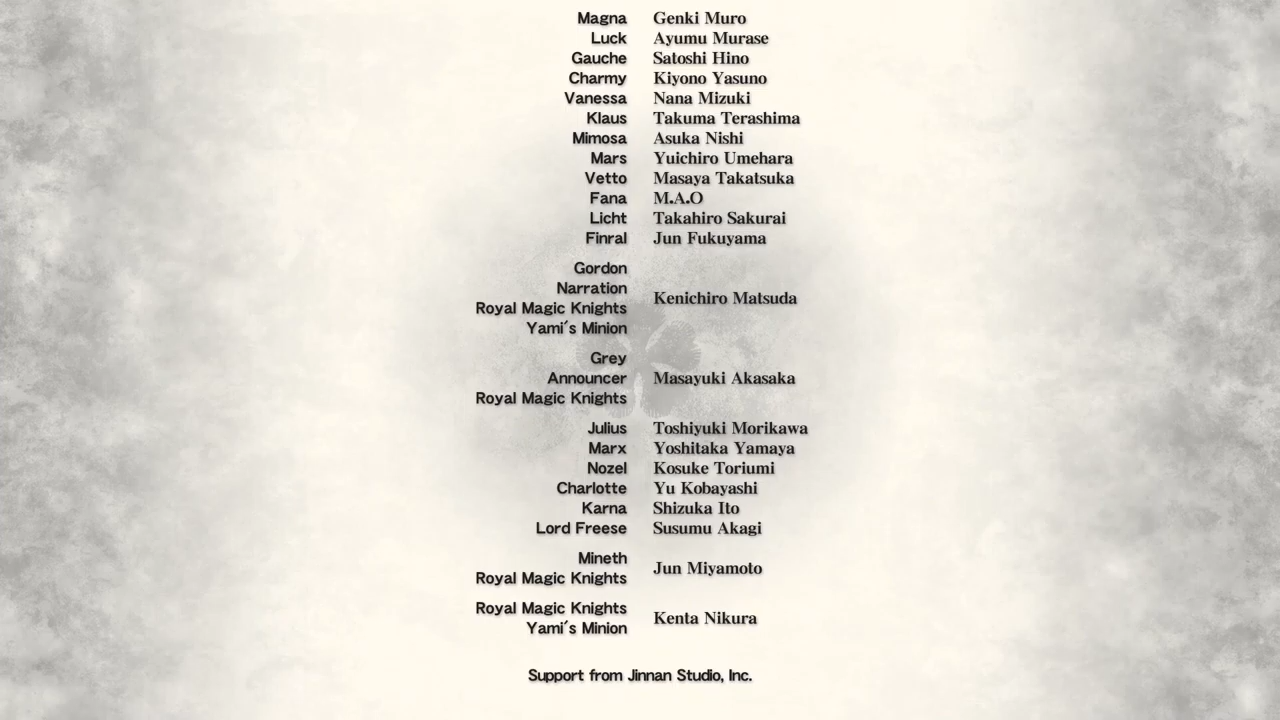 Magna Genki Muro
Luck Ayumu Murase
Gauche Satoshi Hino
Charmy Kiyono Yasuno
Vanessa Nana Mizuki
Klaus Takuma Terashima
Mimosa Asuka Nishi
Mars Yuichiro Umehara
Vetto Masaya Takatsuka
Fana M.A.O
Licht Takahiro Sakurai
Finral Jun Fukuyama
Gordon
Narration
Royal Magic Knights
Yami´s Minion
Kenichiro Matsuda
Grey
Announcer
Royal Magic Knights
Masayuki Akasaka
Julius Toshiyuki Morikawa
Marx Yoshitaka Yamaya
Nozel Kosuke Toriumi
Charlotte Yu Kobayashi
Karna Shizuka Ito
Lord Freese Susumu Akagi
Mineth
Royal Magic Knights
Jun Miyamoto
Royal Magic Knights
Yami´s Minion
Kenta Nikura
Support from Jinnan Studio, Inc.